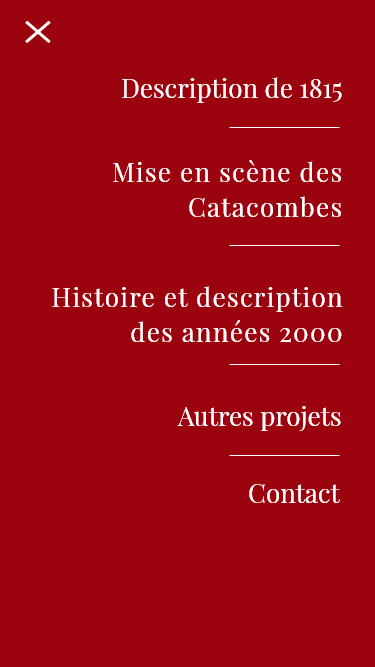 Description de 1815
Mise en scène des
Catacombes
Histoire et description
des années 2000
Autres projets
Contact